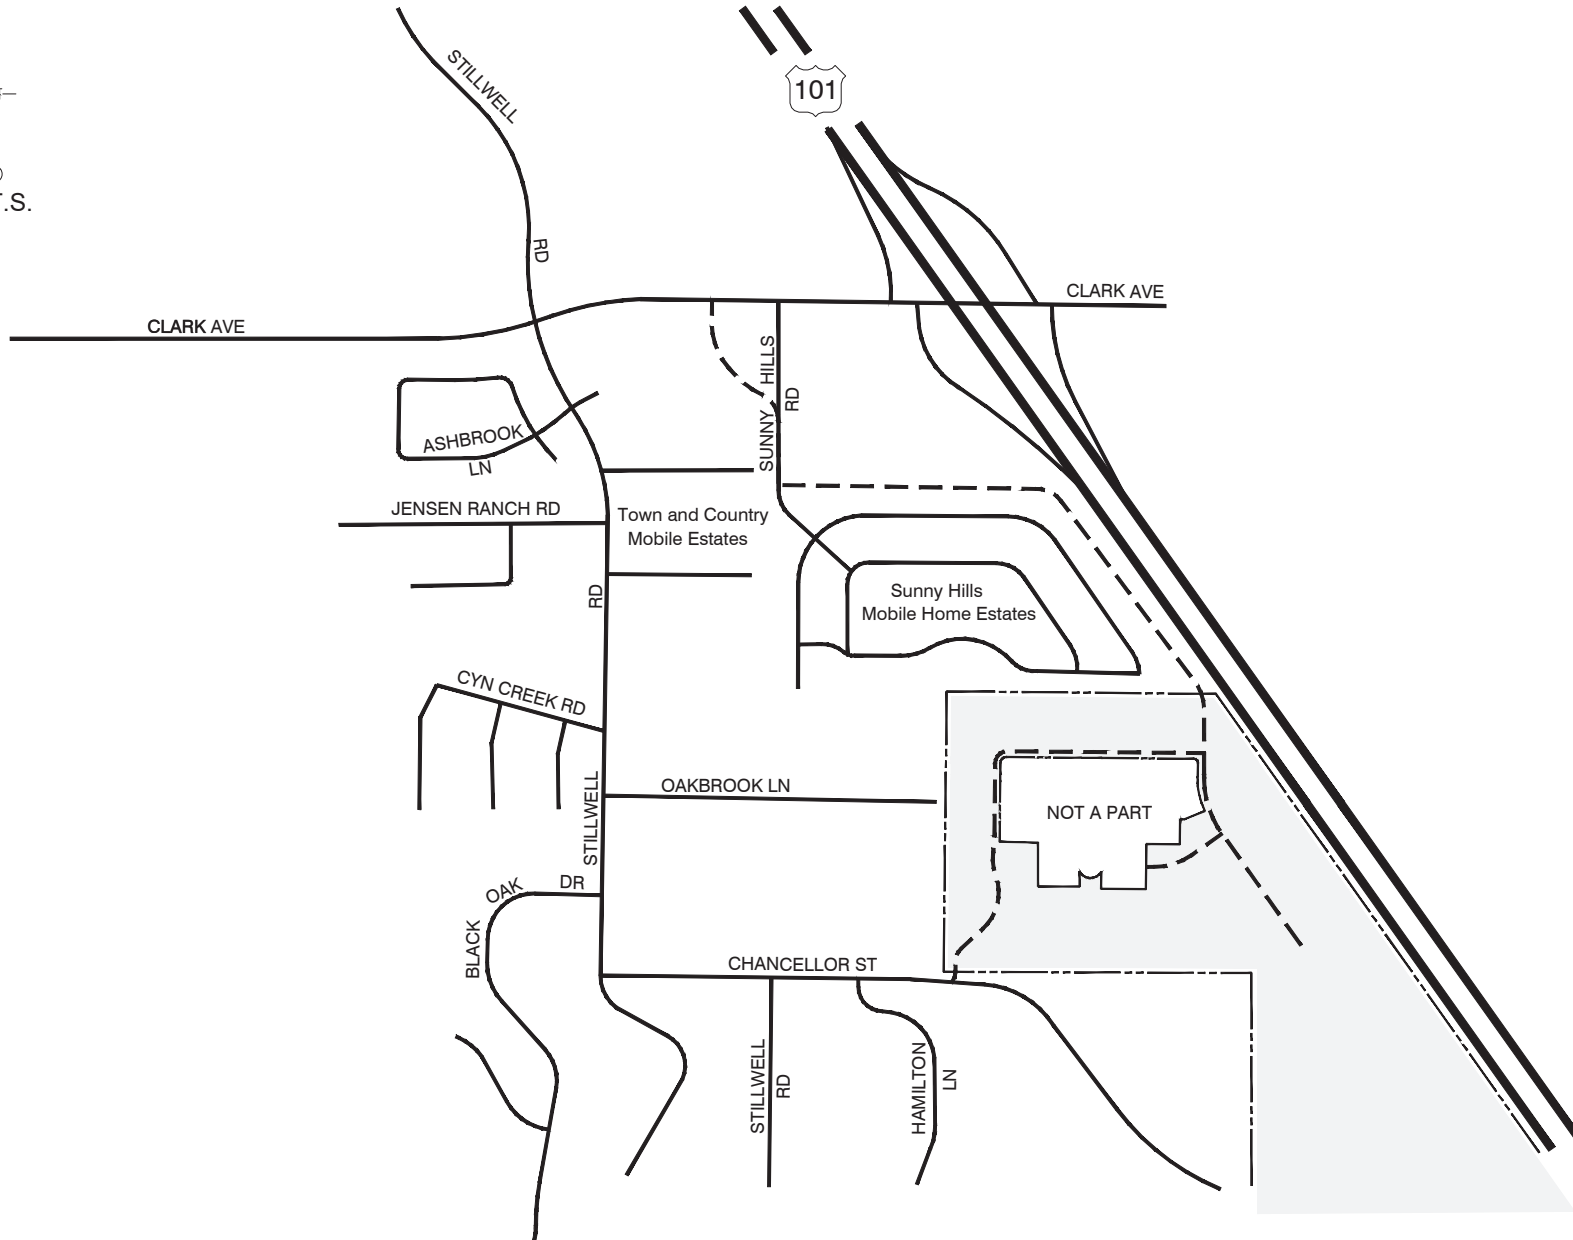 STILLWELL
101
T.S.
RD
CLARK AVE
CLARK AVE
SUNNY HILLS
RD
ASHBROOK
LN
JENSEN RANCH RD
Town and Country
Mobile Estates
RD
Sunny Hills
Mobile Home Estates
CYN CREEK RD
STILLWELL
OAKBROOK LN
NOT A PART
BLACK OAK DR
CHANCELLOR ST
STILLWELL
RD
HAMILTON
LN